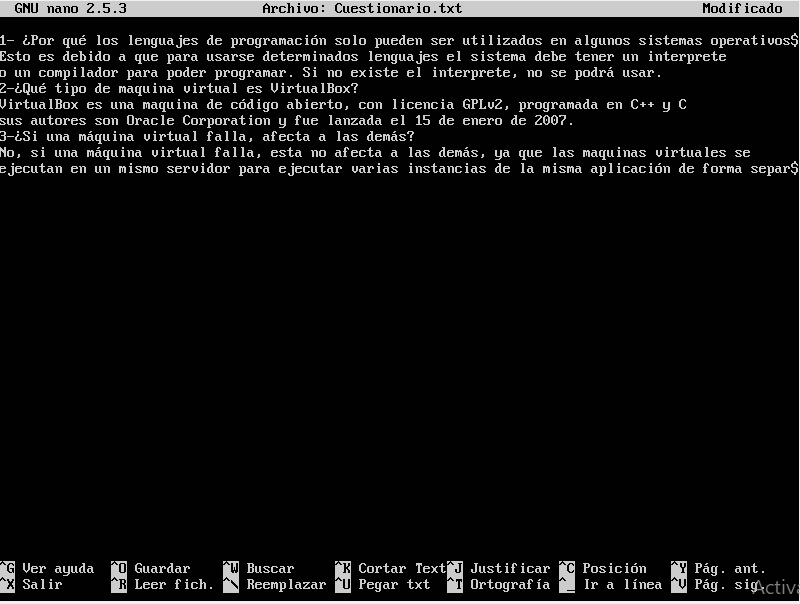 GNU nano 2.5.3 Archivo: Cuestionario.txt Modificado
1- ¿Por qué los lenguajes de programación solo pueden ser utilizados en algunos sistemas operativos$
Esto es debido a que para usarse determinados lenguajes el sistema debe tener un interprete
o un compilador para poder programar. Si no existe el interprete, no se podrá usar.
2-¿Qué tipo de maquina virtual es VirtualBox?
VirtualBox es una maquina de código abierto, con licencia GPLv2, programada en C++ y C
sus autores son Oracle Corporation y fue lanzada el 15 de enero de 2007.
3-¿Si una máquina virtual falla, afecta a las demás?
No, si una máquina virtual falla, esta no afecta a las demás, ya que las maquinas virtuales se
ejecutan en un mismo servidor para ejecutar varias instancias de la misma aplicación de forma separ$
^G Ver ayuda ^O Guardar ^W Buscar ^K Cortar Text ^J Justificar ^C Posición ^Y Pág. ant.
^X Salir ^R Leer fich. ^\ Reemplazar ^U Pegar txt ^T Ortografía ^_ Ir a línea ^V Pág. sig
Activa